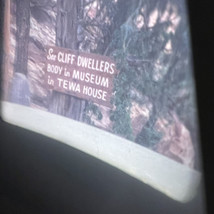 See CLIFF DWELLERS
BODY in MUSEUM
in TEWA HOUSE